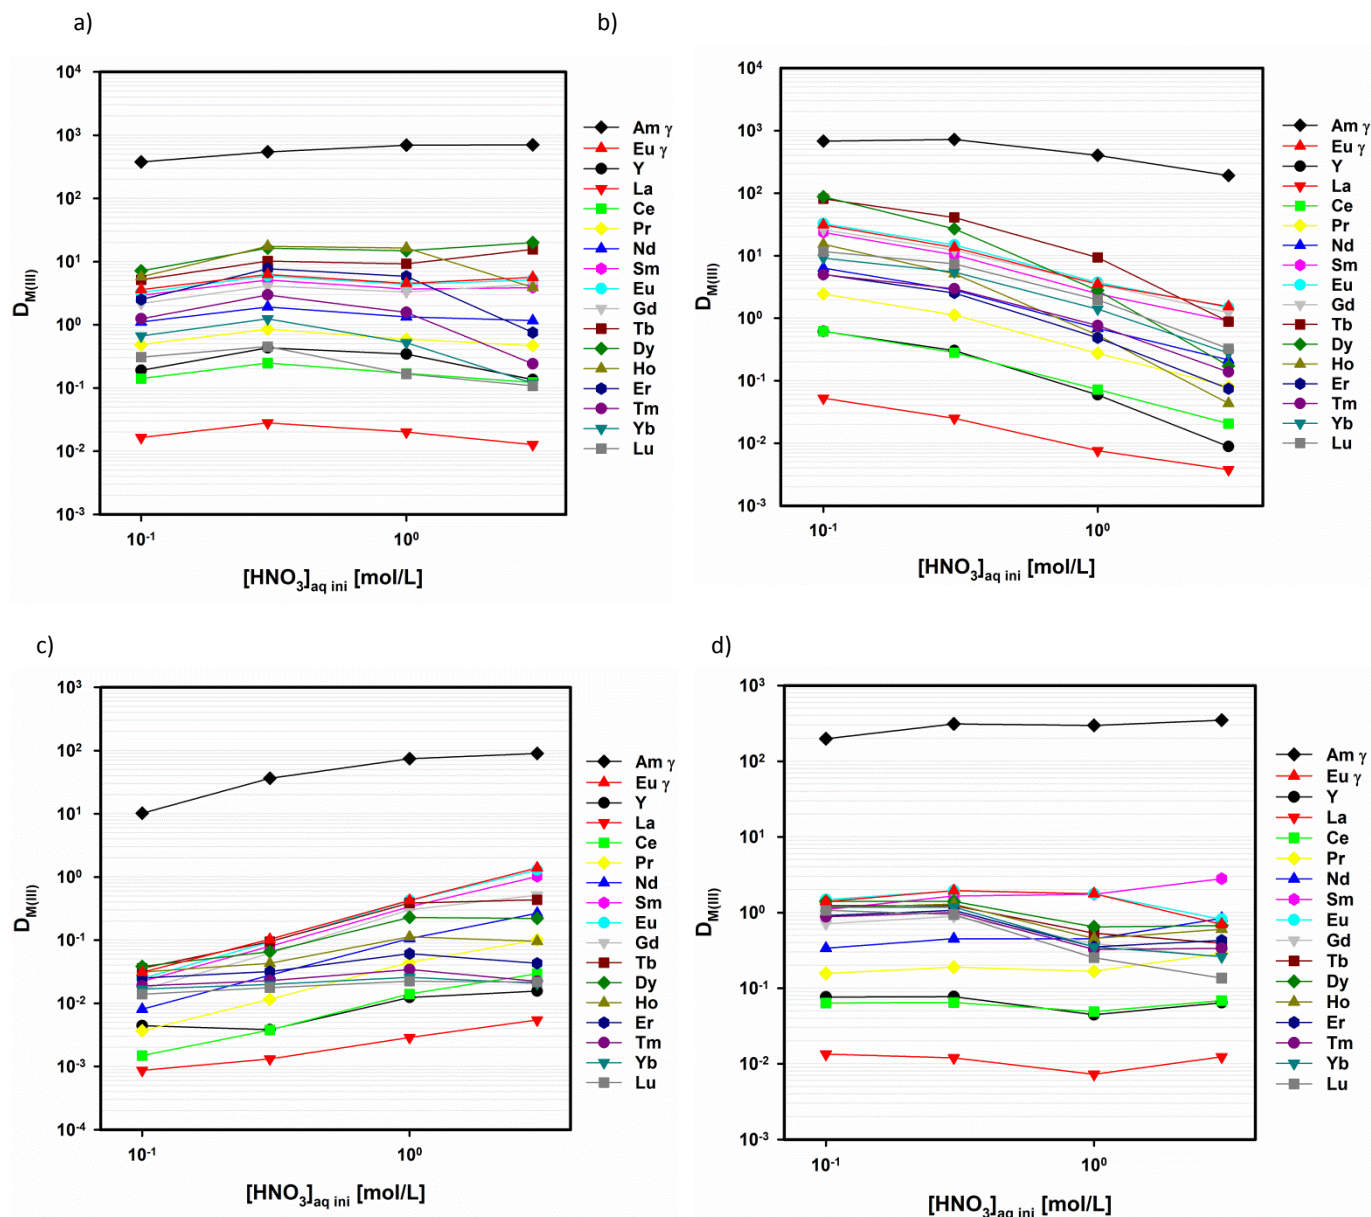 a)
10⁴
10³
10²
10¹
10⁰
10⁻¹
10⁻²
10⁻³
D_M(III)
10⁻¹
10⁰
[HNO₃]aq ini [mol/L]
Am γ
Eu γ
Y
La
Ce
Pr
Nd
Sm
Eu
Gd
Tb
Dy
Ho
Er
Tm
Yb
Lu
b)
10⁴
10³
10²
10¹
10⁰
10⁻¹
10⁻²
10⁻³
D_M(III)
10⁻¹
10⁰
[HNO₃]aq ini [mol/L]
Am γ
Eu γ
Y
La
Ce
Pr
Nd
Sm
Eu
Gd
Tb
Dy
Ho
Er
Tm
Yb
Lu
c)
10³
10²
10¹
10⁰
10⁻¹
10⁻²
10⁻³
10⁻⁴
D_M(III)
10⁻¹
10⁰
[HNO₃]aq ini [mol/L]
Am γ
Eu γ
Y
La
Ce
Pr
Nd
Sm
Eu
Gd
Tb
Dy
Ho
Er
Tm
Yb
Lu
d)
10³
10²
10¹
10⁰
10⁻¹
10⁻²
10⁻³
D_M(III)
10⁻¹
10⁰
[HNO₃]aq ini [mol/L]
Am γ
Eu γ
Y
La
Ce
Pr
Nd
Sm
Eu
Gd
Tb
Dy
Ho
Er
Tm
Yb
Lu